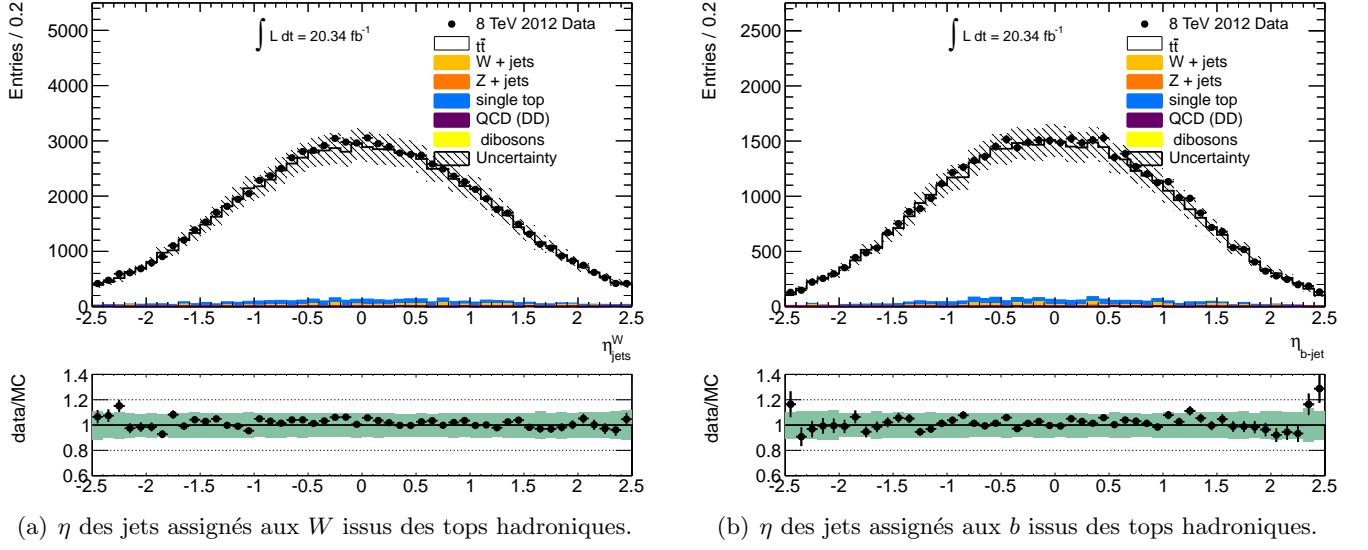 Entries / 0.2
5000
4000
3000
2000
1000
0
∫ L dt = 20.34 fb⁻¹
8 TeV 2012 Data
tt̄
W + jets
Z + jets
single top
QCD (DD)
dibosons
Uncertainty
-2.5 -2 -1.5 -1 -0.5 0 0.5 1 1.5 2 2.5
η^W_jets
data/MC
1.4
1.2
1
0.8
0.6
-2.5 -2 -1.5 -1 -0.5 0 0.5 1 1.5 2 2.5
(a) η des jets assignés aux W issus des tops hadroniques.
Entries / 0.2
2500
2000
1500
1000
500
0
∫ L dt = 20.34 fb⁻¹
8 TeV 2012 Data
tt̄
W + jets
Z + jets
single top
QCD (DD)
dibosons
Uncertainty
-2.5 -2 -1.5 -1 -0.5 0 0.5 1 1.5 2 2.5
η_b-jet
data/MC
1.4
1.2
1
0.8
0.6
-2.5 -2 -1.5 -1 -0.5 0 0.5 1 1.5 2 2.5
(b) η des jets assignés aux b issus des tops hadroniques.